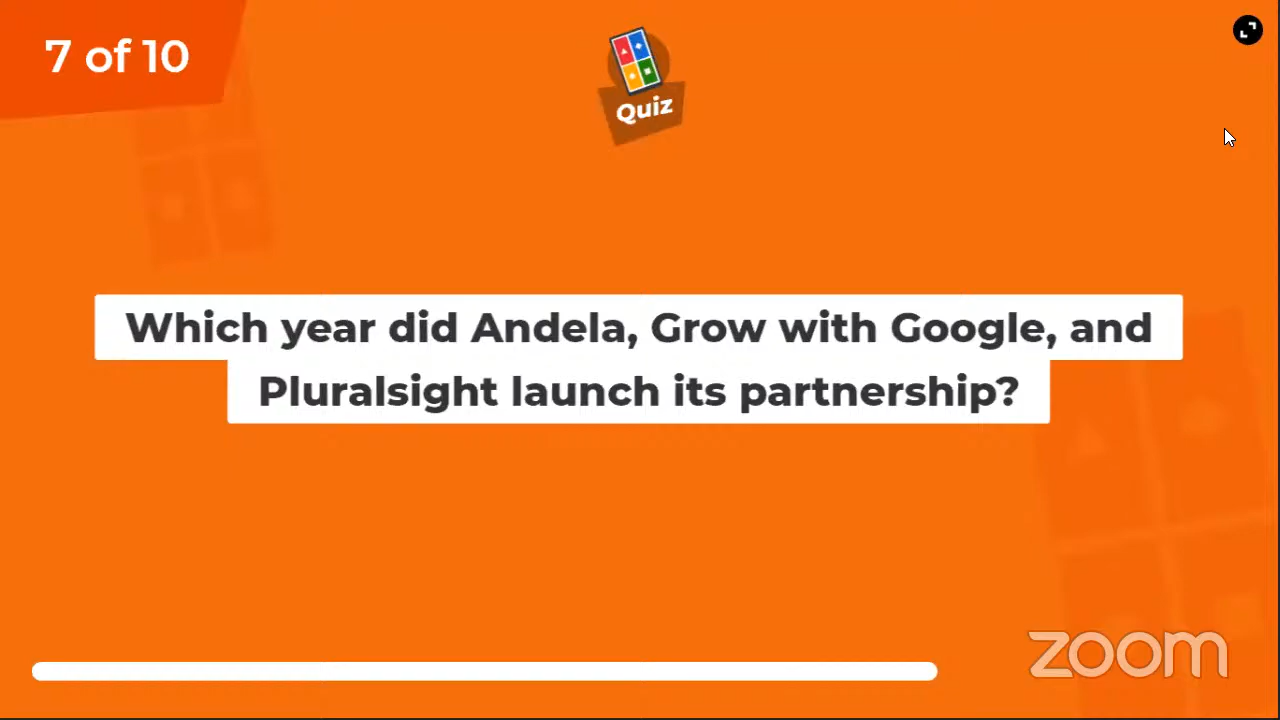 7 of 10
Quiz
Which year did Andela, Grow with Google, and
Pluralsight launch its partnership?
zoom